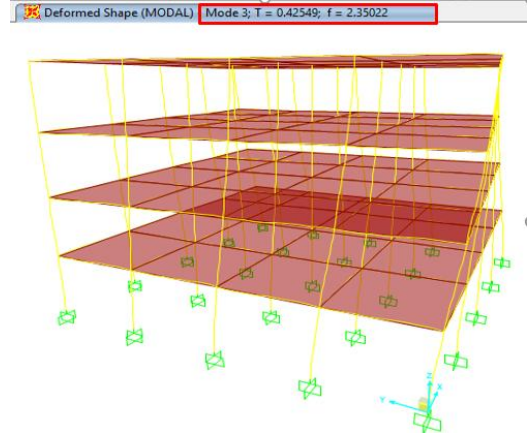 Deformed Shape (MODAL) Mode 3; T = 0.42549; f = 2.35022
Z
X
Y